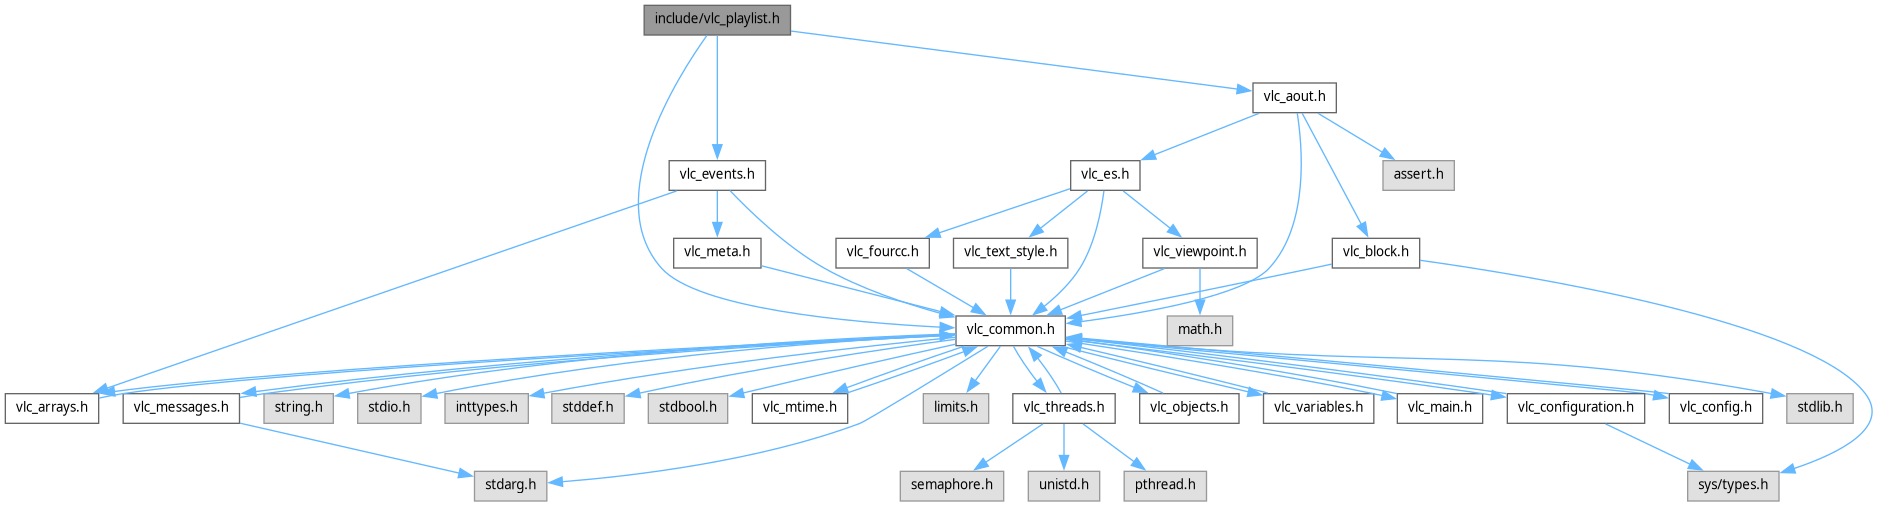 include/vlc_playlist.h
vlc_aout.h
vlc_events.h
vlc_es.h
assert.h
vlc_meta.h
vlc_fourcc.h
vlc_text_style.h
vlc_viewpoint.h
vlc_block.h
vlc_common.h
math.h
vlc_arrays.h
vlc_messages.h
string.h
stdio.h
inttypes.h
stddef.h
stdbool.h
vlc_mtime.h
limits.h
vlc_threads.h
vlc_objects.h
vlc_variables.h
vlc_main.h
vlc_configuration.h
vlc_config.h
stdlib.h
stdarg.h
semaphore.h
unistd.h
pthread.h
sys/types.h